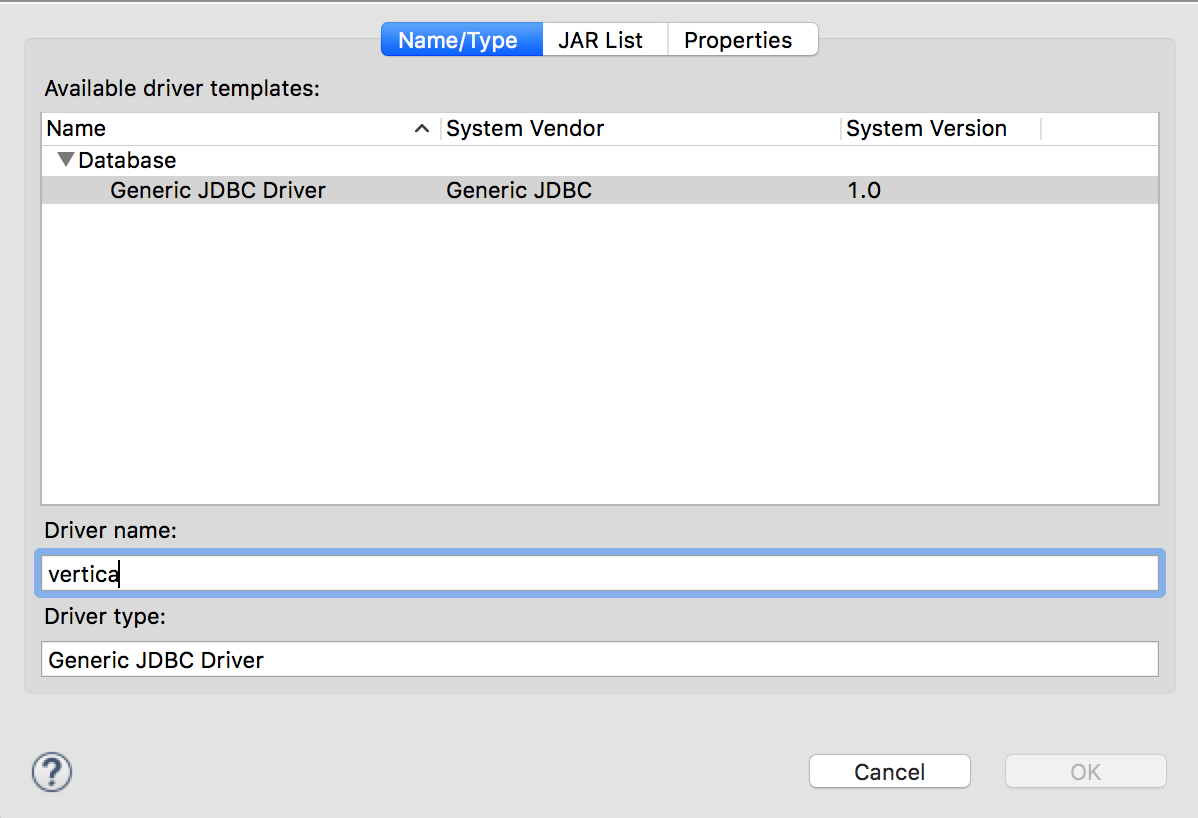 Name/Type JAR List Properties
Available driver templates:
Name System Vendor System Version
Database
Generic JDBC Driver Generic JDBC 1.0
Driver name:
vertica
Driver type:
Generic JDBC Driver
? Cancel OK